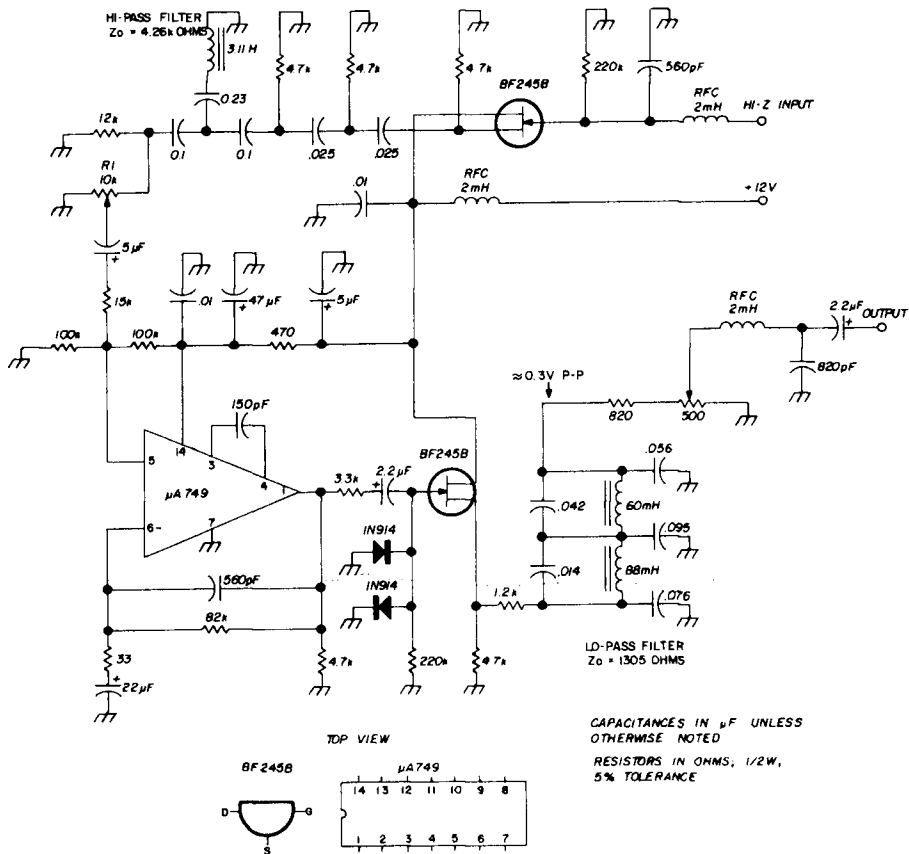 HI-PASS FILTER
Zo = 4.26k OHMS
3.11 H
4.7k
4.7k
4.7k
BF245B
220k
560pF
RFC
2mH
HI-Z INPUT
0.23
12k
0.1
0.1
.025
.025
R1
10k
.01
RFC
2mH
+12V
5µF
+
15k
.01
47µF
+
5µF
+
100k
100k
470
RFC
2mH
2.2µF
+
OUTPUT
820pF
≈0.3V P-P
820
500
150pF
14
3
4
5
µA749
1
6-
7
3.3k
2.2µF
+
BF245B
.056
.042
60mH
.095
.014
88mH
.076
1N914
1N914
560pF
82k
1.2k
33
+
22µF
4.7k
220k
4.7k
LO-PASS FILTER
Zo = 1305 OHMS
CAPACITANCES IN µF UNLESS
OTHERWISE NOTED
RESISTORS IN OHMS, 1/2W,
5% TOLERANCE
TOP VIEW
BF245B
µA749
D
G
S
14 13 12 11 10 9 8
1 2 3 4 5 6 7